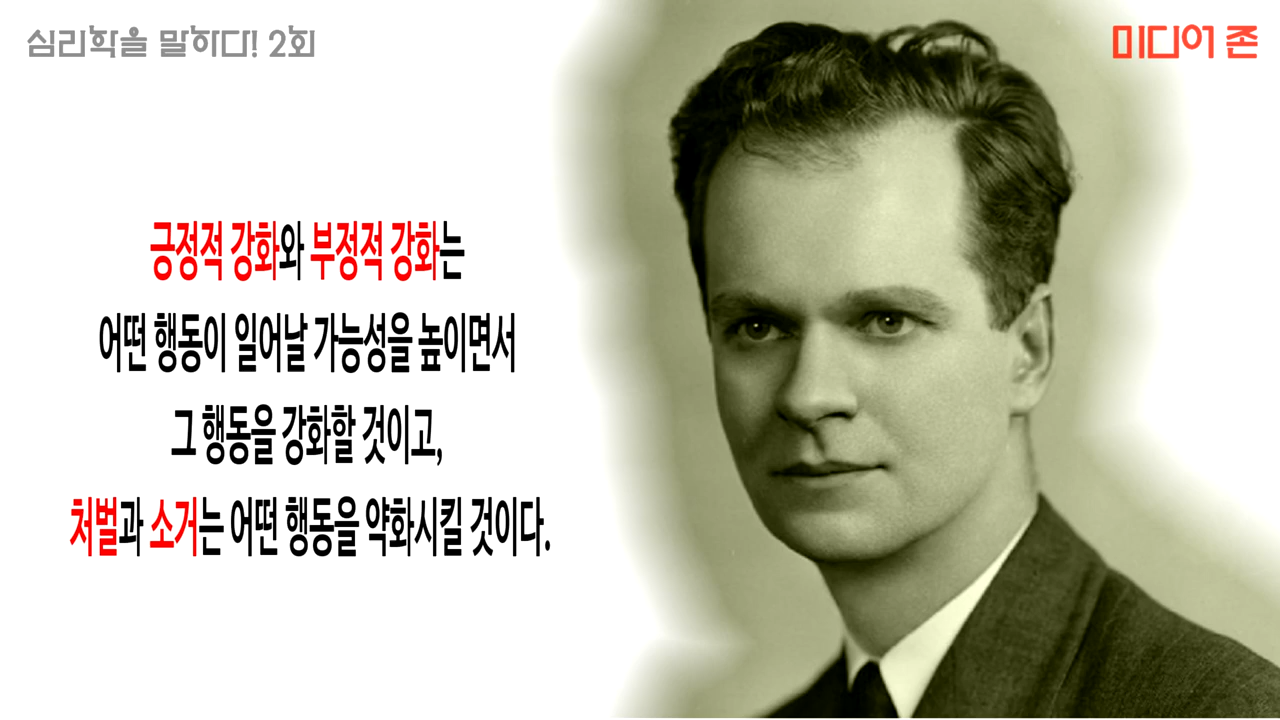 심리학을 말하다! 2회
미디어 존
긍정적 강화와 부정적 강화는
어떤 행동이 일어날 가능성을 높이면서
그 행동을 강화할 것이고,
처벌과 소거는 어떤 행동을 약화시킬 것이다.